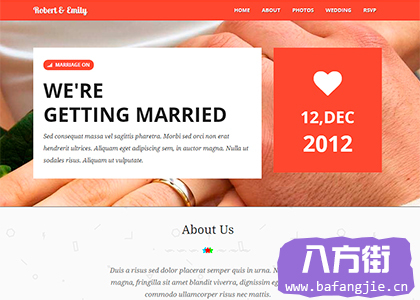 Robert & Emily
HOME ABOUT PHOTOS WEDDING RSVP
MARRIAGE ON
WE'RE
GETTING MARRIED
Sed consequat massa vel sagittis pharetra. Morbi sed orci non erat
hendrerit ultrices. Aliquam eget adipiscing sem, in auctor magna. Nulla ut
sodales risus. Aliquam ut vulputate.
12,DEC
2012
About Us
Duis a risus sed dolor placerat semper quis in urna. N
magna, fringilla sit amet blandit viverra, dignissim eget
commodo ullamcorper risus nec mattis.
八方街
www.bafangjie.cn